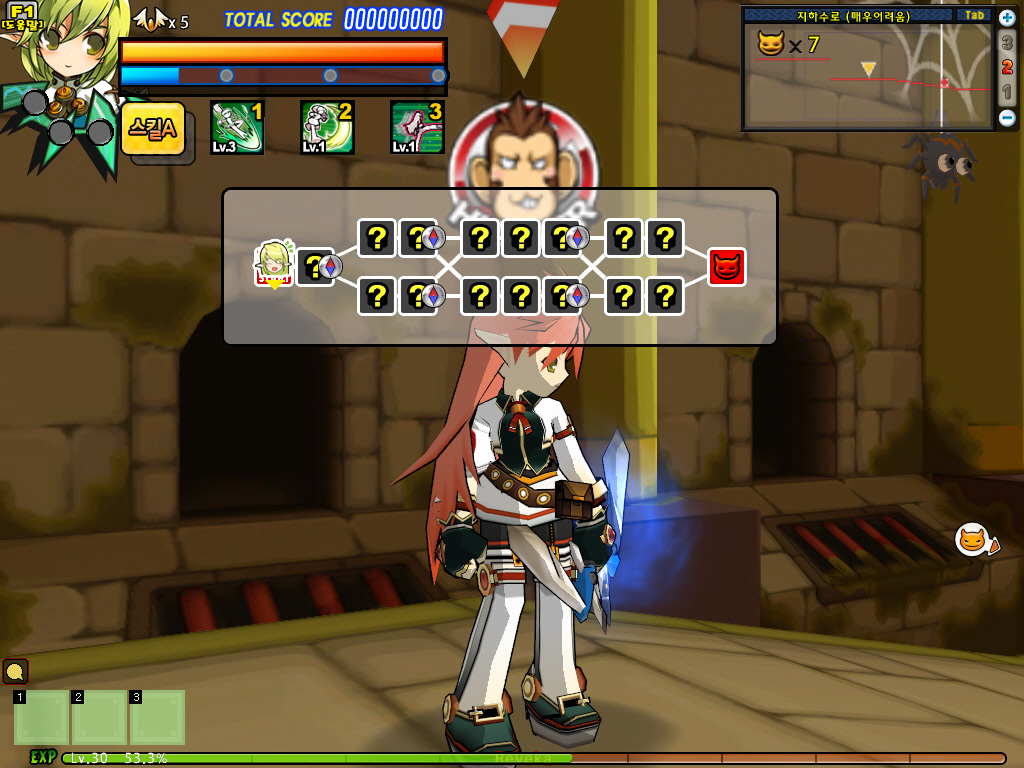 F1
[도움말]
x 5
TOTAL SCORE 000000000
지하수로 (매우어려움) Tab
x 7
3
2
1
스킬A
1
Lv.3
2
Lv.1
3
Lv.1
? ? ? ? ? ? ?
?
? ? ? ? ? ? ?
1 2 3
EXP Lv.30 53.3%